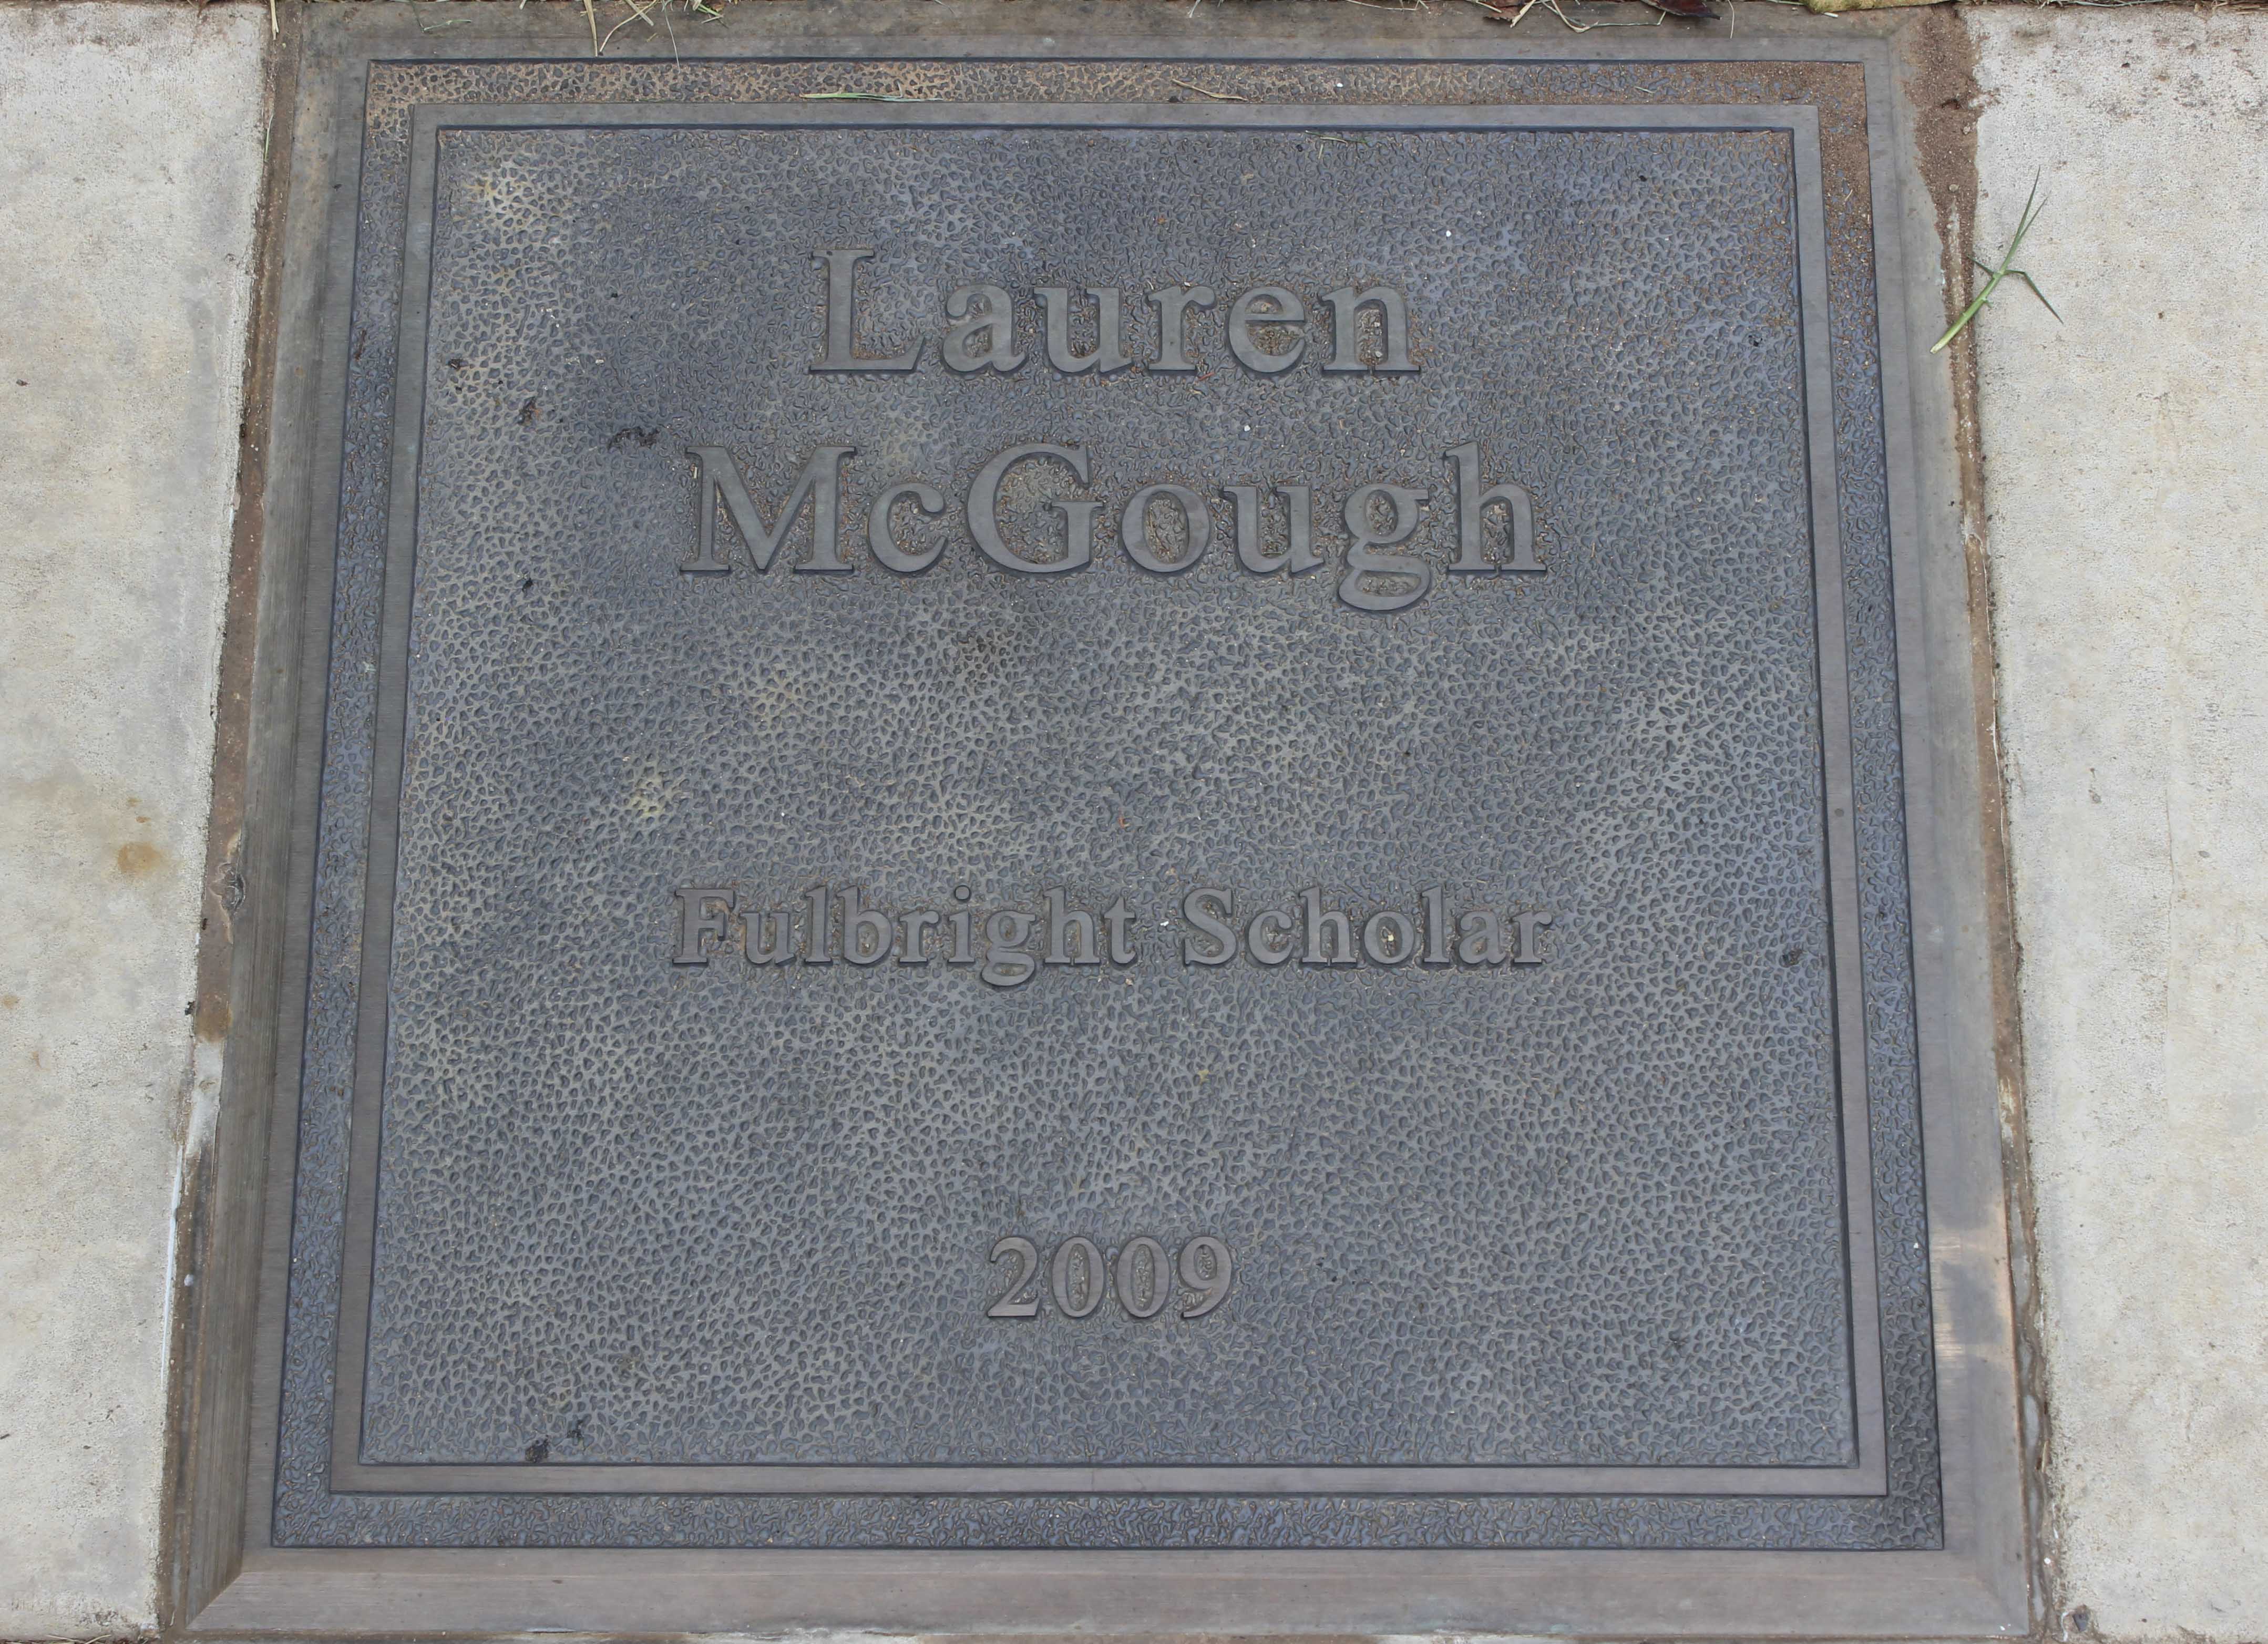 Lauren
McGough
Fulbright Scholar
2009